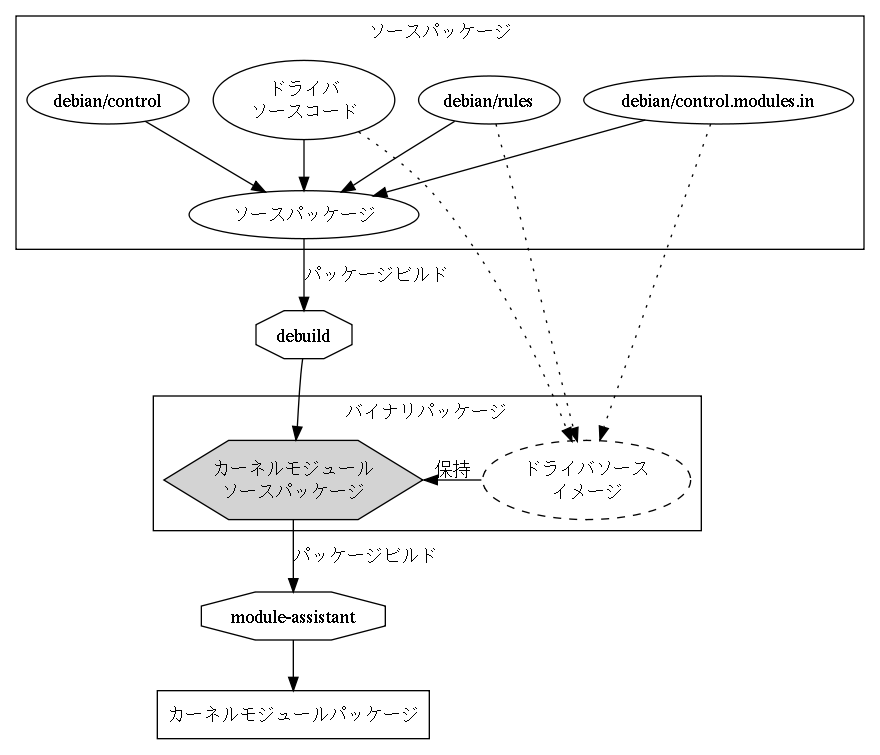 ソースパッケージ
debian/control
ドライバ
ソースコード
debian/rules
debian/control.modules.in
ソースパッケージ
パッケージビルド
debuild
バイナリパッケージ
カーネルモジュール
ソースパッケージ
保持
ドライバソース
イメージ
パッケージビルド
module-assistant
カーネルモジュールパッケージ